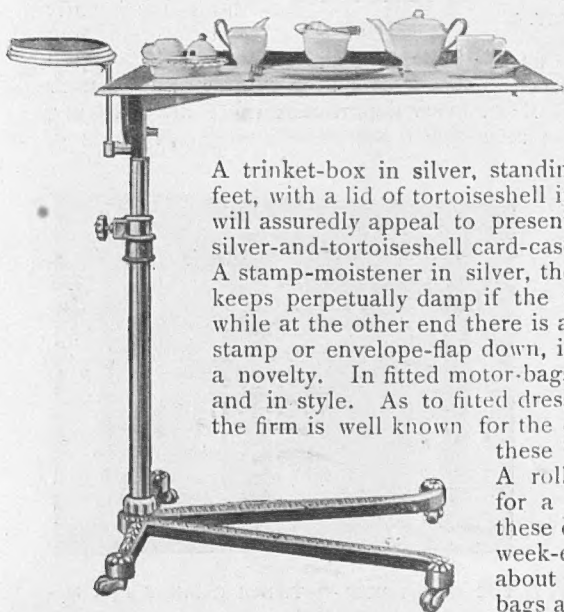 A trinket-box in silver, standin
feet, with a lid of tortoiseshell i
will assuredly appeal to presen
silver-and-tortoiseshell card-cas
A stamp-moistener in silver, the
keeps perpetually damp if the
while at the other end there is a
stamp or envelope-flap down, i
a novelty. In fitted motor-bags
and in style. As to fitted dres
the firm is well known for the
these
A roll
for a
these
week-e
about
bags a